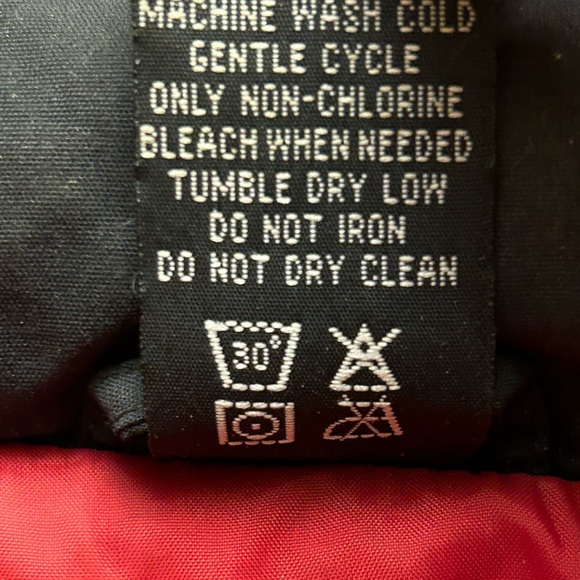 MACHINE WASH COLD
GENTLE CYCLE
ONLY NON-CHLORINE
BLEACH WHEN NEEDED
TUMBLE DRY LOW
DO NOT IRON
DO NOT DRY CLEAN
30°